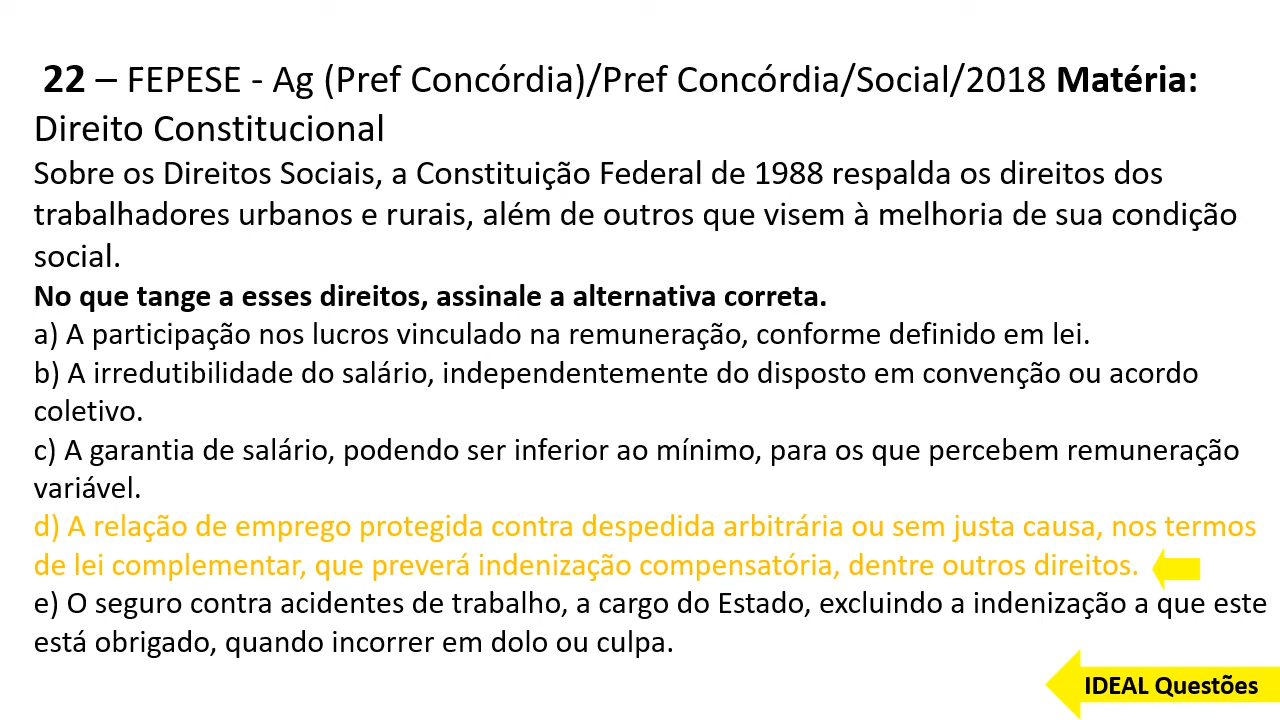 22 – FEPESE - Ag (Pref Concórdia)/Pref Concórdia/Social/2018 Matéria:
Direito Constitucional
Sobre os Direitos Sociais, a Constituição Federal de 1988 respalda os direitos dos
trabalhadores urbanos e rurais, além de outros que visem à melhoria de sua condição
social.
No que tange a esses direitos, assinale a alternativa correta.
a) A participação nos lucros vinculado na remuneração, conforme definido em lei.
b) A irredutibilidade do salário, independentemente do disposto em convenção ou acordo
coletivo.
c) A garantia de salário, podendo ser inferior ao mínimo, para os que percebem remuneração
variável.
d) A relação de emprego protegida contra despedida arbitrária ou sem justa causa, nos termos
de lei complementar, que preverá indenização compensatória, dentre outros direitos.
e) O seguro contra acidentes de trabalho, a cargo do Estado, excluindo a indenização a que este
está obrigado, quando incorrer em dolo ou culpa.
IDEAL Questões